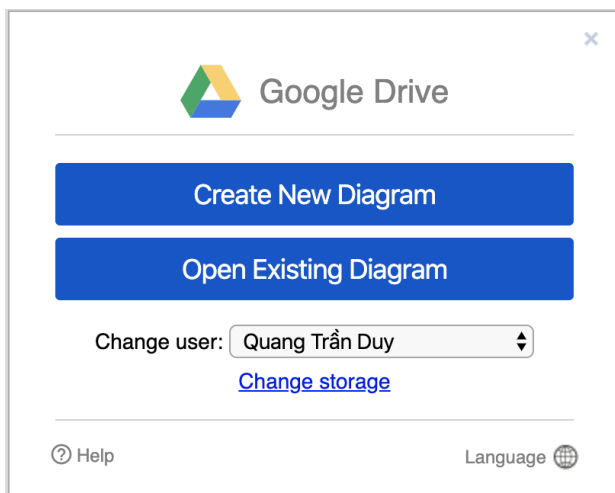 Google Drive
Create New Diagram
Open Existing Diagram
Change user: Quang Trần Duy
Change storage
Help
Language